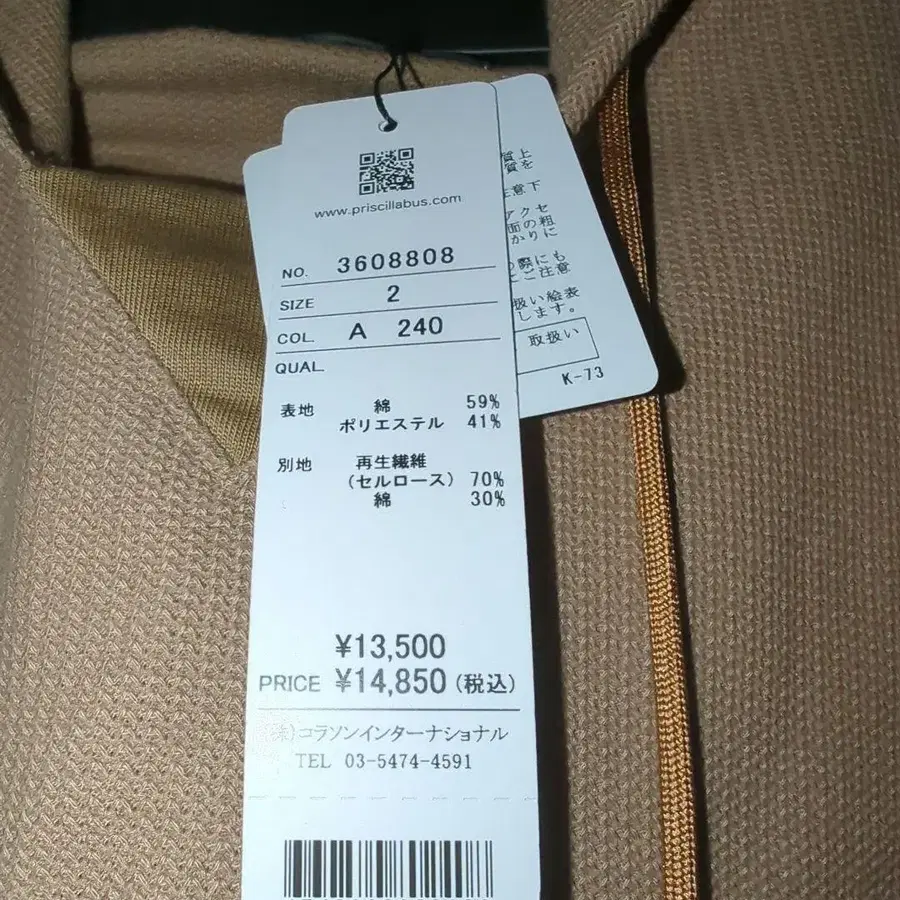 www.priscillabus.com
NO. 3608808
SIZE 2
COL. A 240
QUAL.
表地 綿 59%
ポリエステル 41%
別地 再生繊維
(セルロース) 70%
綿 30%
¥13,500
PRICE ¥14,850 (税込)
㈱コラソンインターナショナル
TEL 03-5474-4591
質上
質を
注意下
アクセ
面の粗
かりに
の際にも
ご注意
扱い絵表
します。
取扱い
K-73